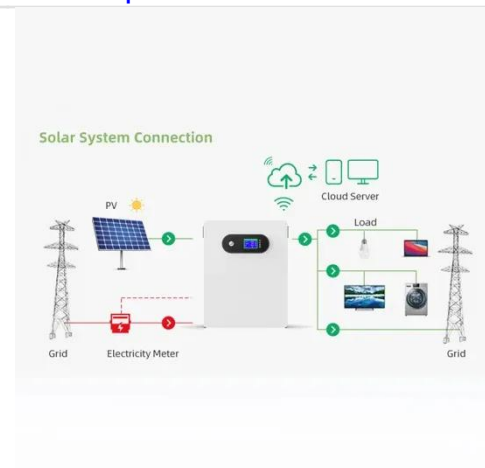 Solar System Connection
Cloud Server
PV
Load
Grid
Electricity Meter
Grid